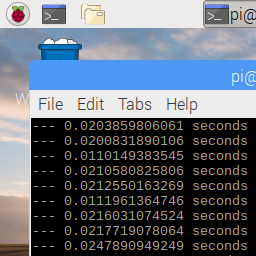 pi@
W
pi@
File Edit Tabs Help
--- 0.0203859806061 seconds
--- 0.0200831890106 seconds
--- 0.0110149383545 seconds
--- 0.0210580825806 seconds
--- 0.0212550163269 seconds
--- 0.0111961364746 seconds
--- 0.0216031074524 seconds
--- 0.0217719078064 seconds
--- 0.0247890949249 seconds